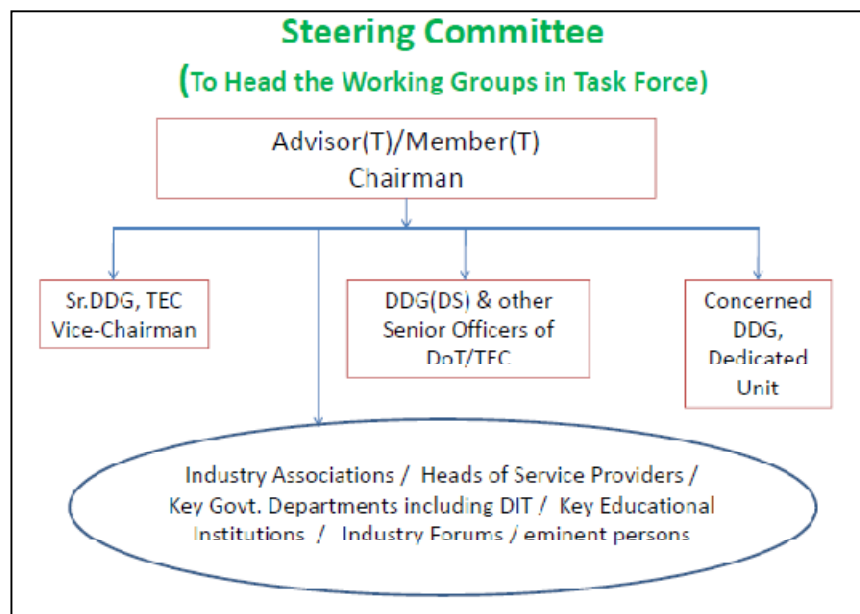 Steering Committee
(To Head the Working Groups in Task Force)
Advisor(T)/Member(T)
Chairman
Sr.DDG, TEC
Vice-Chairman
DDG(DS) & other
Senior Officers of
DoT/TEC
Concerned
DDG,
Dedicated
Unit
Industry Associations / Heads of Service Providers /
Key Govt. Departments including DIT / Key Educational
Institutions / Industry Forums / eminent persons